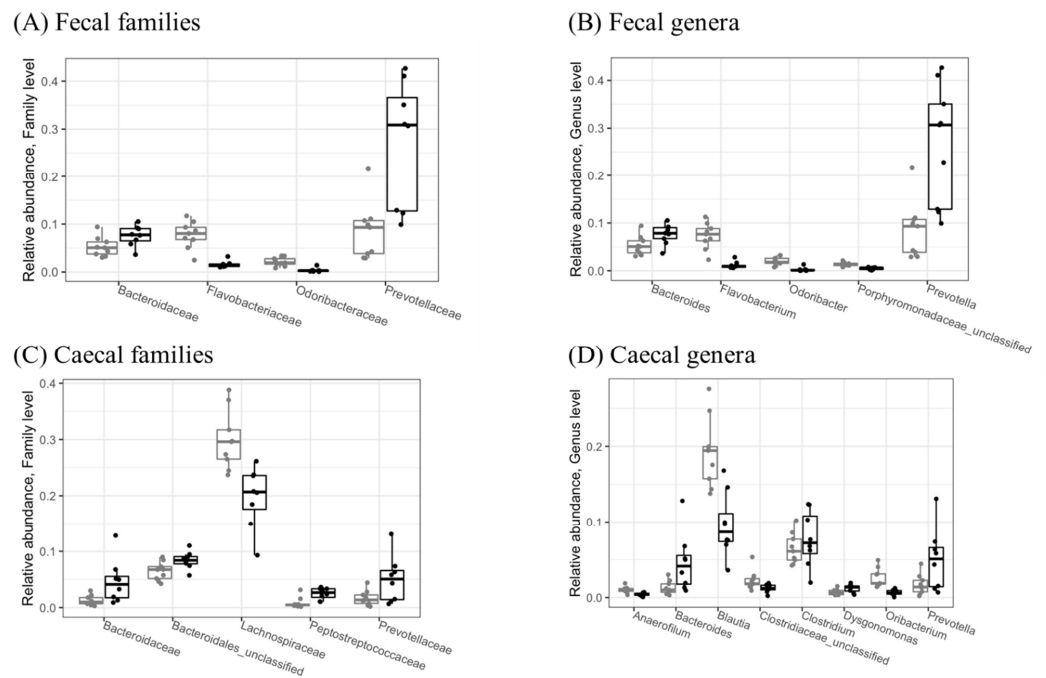 (A) Fecal families
(B) Fecal genera
Relative abundance, Family level
0.4
0.3
0.2
0.1
0.0
Bacteroidaceae
Flavobacteriaceae
Odoribacteraceae
Prevotellaceae
Relative abundance, Genus level
0.4
0.3
0.2
0.1
0.0
Bacteroides
Flavobacterium
Odoribacter
Porphyromonadaceae_unclassified
Prevotella
(C) Caecal families
(D) Caecal genera
Relative abundance, Family level
0.4
0.3
0.2
0.1
0.0
Bacteroidaceae
Bacteroidales_unclassified
Lachnospiraceae
Peptostreptococcaceae
Prevotellaceae
Relative abundance, Genus level
0.2
0.1
0.0
Anaerofilum
Bacteroides
Blautia
Clostridiaceae_unclassified
Clostridium
Dysgonomonas
Oribacterium
Prevotella